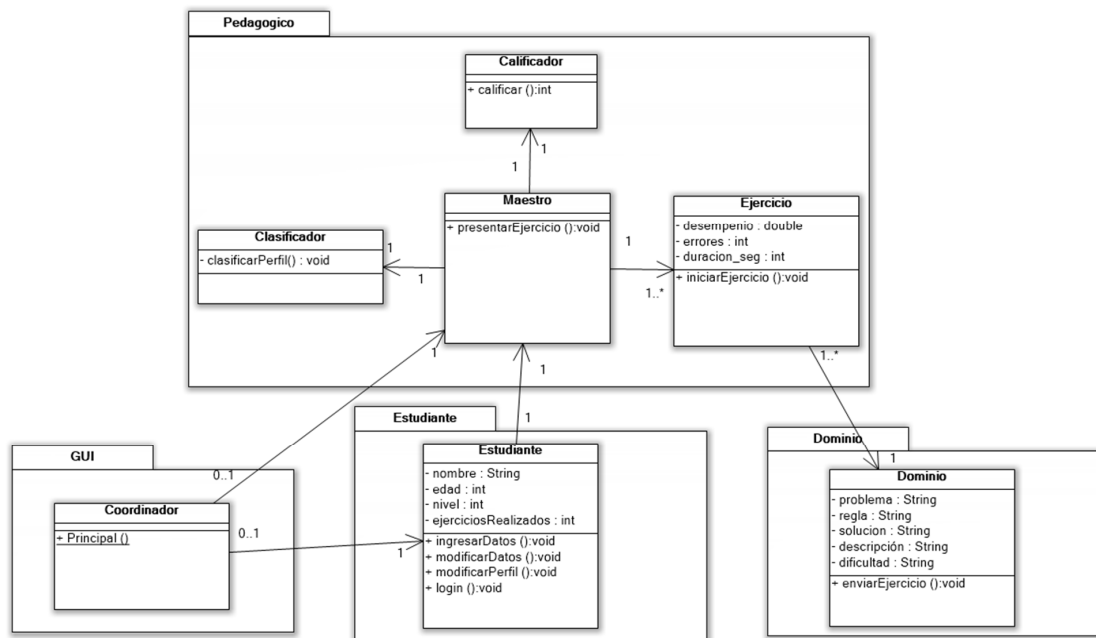 Pedagogico
Calificador
+ calificar ():int
1
1
Maestro
+ presentarEjercicio ():void
Ejercicio
- desempenio : double
- errores : int
- duracion_seg : int
+ iniciarEjercicio ():void
Clasificador
- clasificarPerfil() : void
1
1
1
1..*
1
1
1..*
1
Estudiante
Estudiante
- nombre : String
- edad : int
- nivel : int
- ejerciciosRealizados : int
+ ingresarDatos ():void
+ modificarDatos ():void
+ modificarPerfil ():void
+ login ():void
GUI
0..1
Coordinador
+ Principal ()
0..1
1
Dominio
1
Dominio
- problema : String
- regla : String
- solucion : String
- descripción : String
- dificultad : String
+ enviarEjercicio ():void